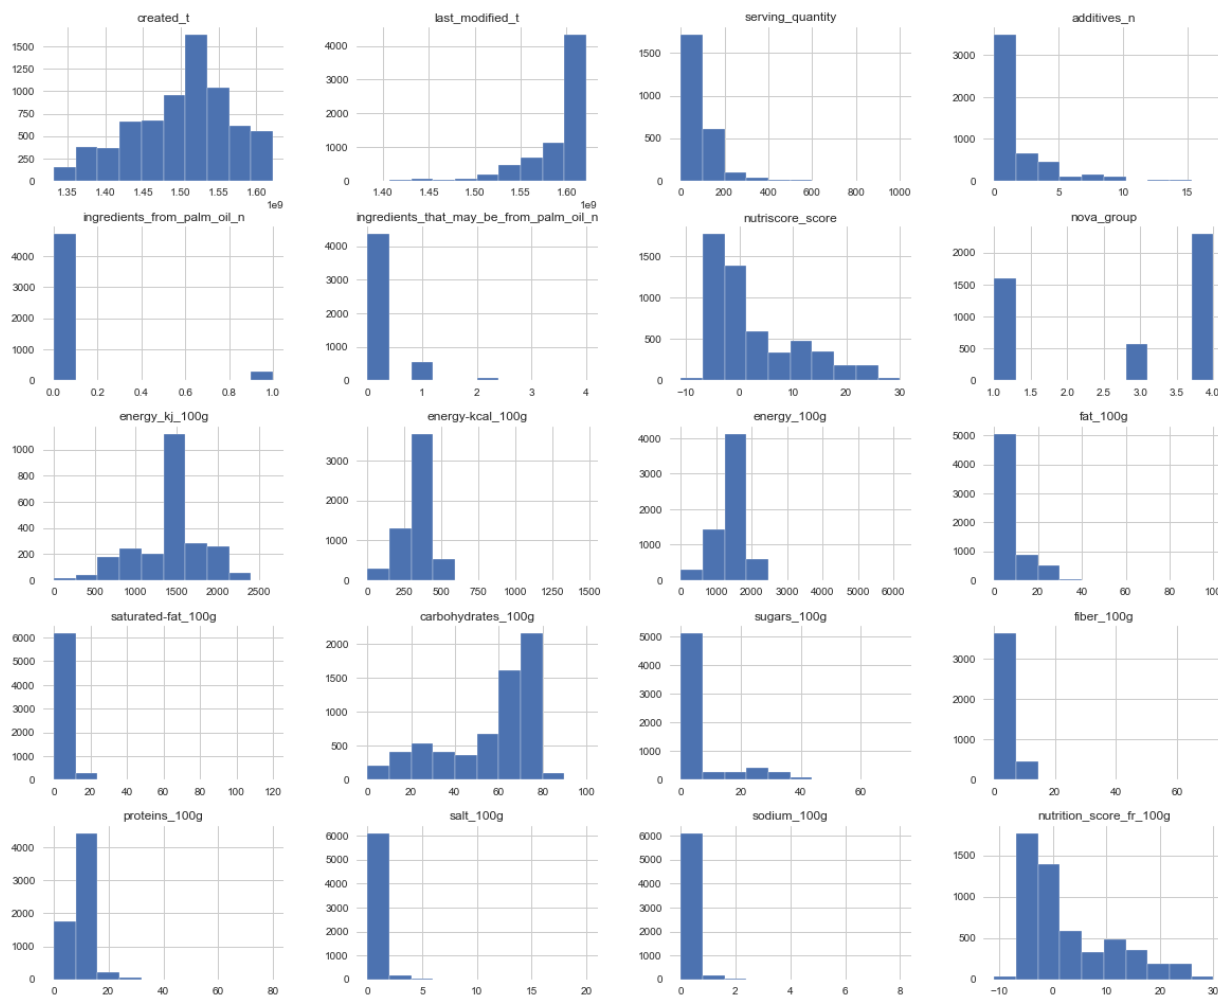 created_t
1500
1250
1000
750
500
250
0
1.35 1.40 1.45 1.50 1.55 1.60
1e9
last_modified_t
4000
3000
2000
1000
0
1.40 1.45 1.50 1.55 1.60
1e9
serving_quantity
1500
1000
500
0
0 200 400 600 800 1000
additives_n
3000
2000
1000
0
0 5 10 15
ingredients_from_palm_oil_n
4000
3000
2000
1000
0
0.0 0.2 0.4 0.6 0.8 1.0
ingredients_that_may_be_from_palm_oil_n
4000
3000
2000
1000
0
0 1 2 3 4
nutriscore_score
1500
1000
500
0
−10 0 10 20 30
nova_group
2000
1500
1000
500
0
1.0 1.5 2.0 2.5 3.0 3.5 4.0
energy_kj_100g
1000
800
600
400
200
0
0 500 1000 1500 2000 2500
energy-kcal_100g
3000
2000
1000
0
0 250 500 750 1000 1250 1500
energy_100g
4000
3000
2000
1000
0
0 1000 2000 3000 4000 5000 6000
fat_100g
5000
4000
3000
2000
1000
0
0 20 40 60 80 100
saturated-fat_100g
6000
5000
4000
3000
2000
1000
0
0 20 40 60 80 100 120
carbohydrates_100g
2000
1500
1000
500
0
0 20 40 60 80 100
sugars_100g
5000
4000
3000
2000
1000
0
0 20 40 60
fiber_100g
3000
2000
1000
0
0 20 40 60
proteins_100g
4000
3000
2000
1000
0
0 20 40 60 80
salt_100g
6000
5000
4000
3000
2000
1000
0
0 5 10 15 20
sodium_100g
6000
5000
4000
3000
2000
1000
0
0 2 4 6 8
nutrition_score_fr_100g
1500
1000
500
0
−10 0 10 20 30